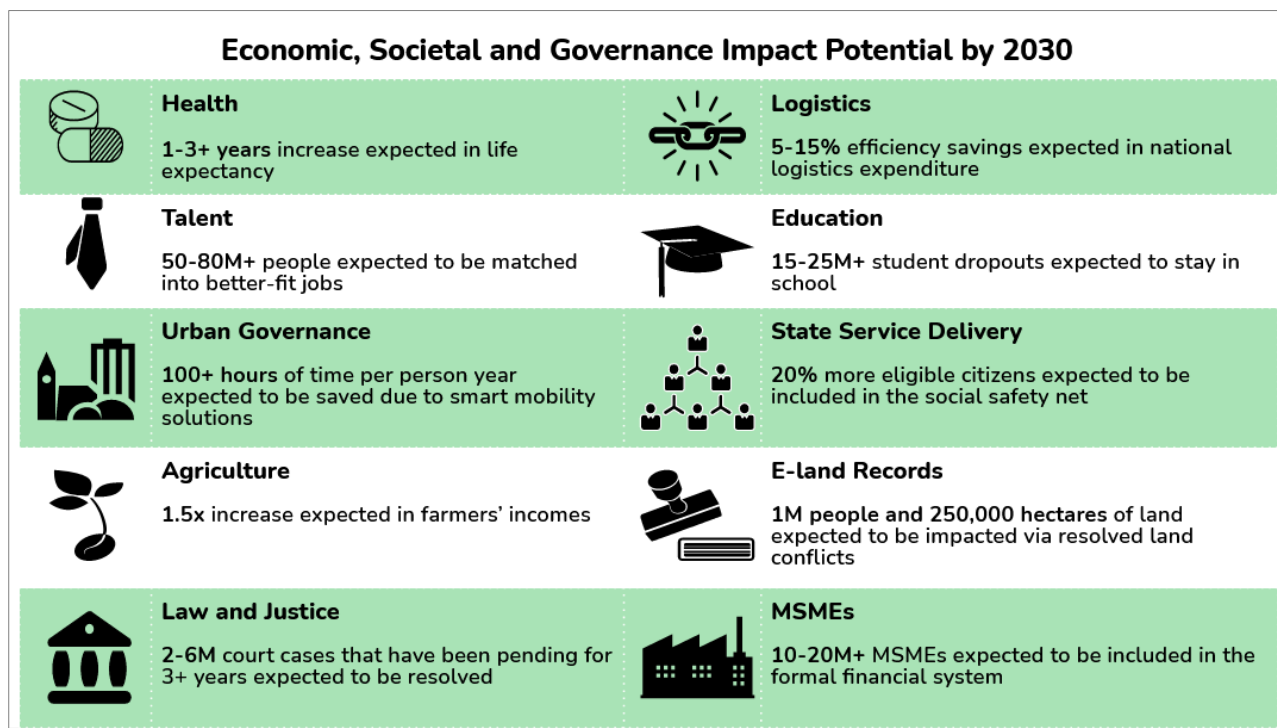 Economic, Societal and Governance Impact Potential by 2030
Health
1-3+ years increase expected in life
expectancy
Logistics
5-15% efficiency savings expected in national
logistics expenditure
Talent
50-80M+ people expected to be matched
into better-fit jobs
Education
15-25M+ student dropouts expected to stay in
school
Urban Governance
100+ hours of time per person year
expected to be saved due to smart mobility
solutions
State Service Delivery
20% more eligible citizens expected to be
included in the social safety net
Agriculture
1.5x increase expected in farmers’ incomes
E-land Records
1M people and 250,000 hectares of land
expected to be impacted via resolved land
conflicts
Law and Justice
2-6M court cases that have been pending for
3+ years expected to be resolved
MSMEs
10-20M+ MSMEs expected to be included in the
formal financial system